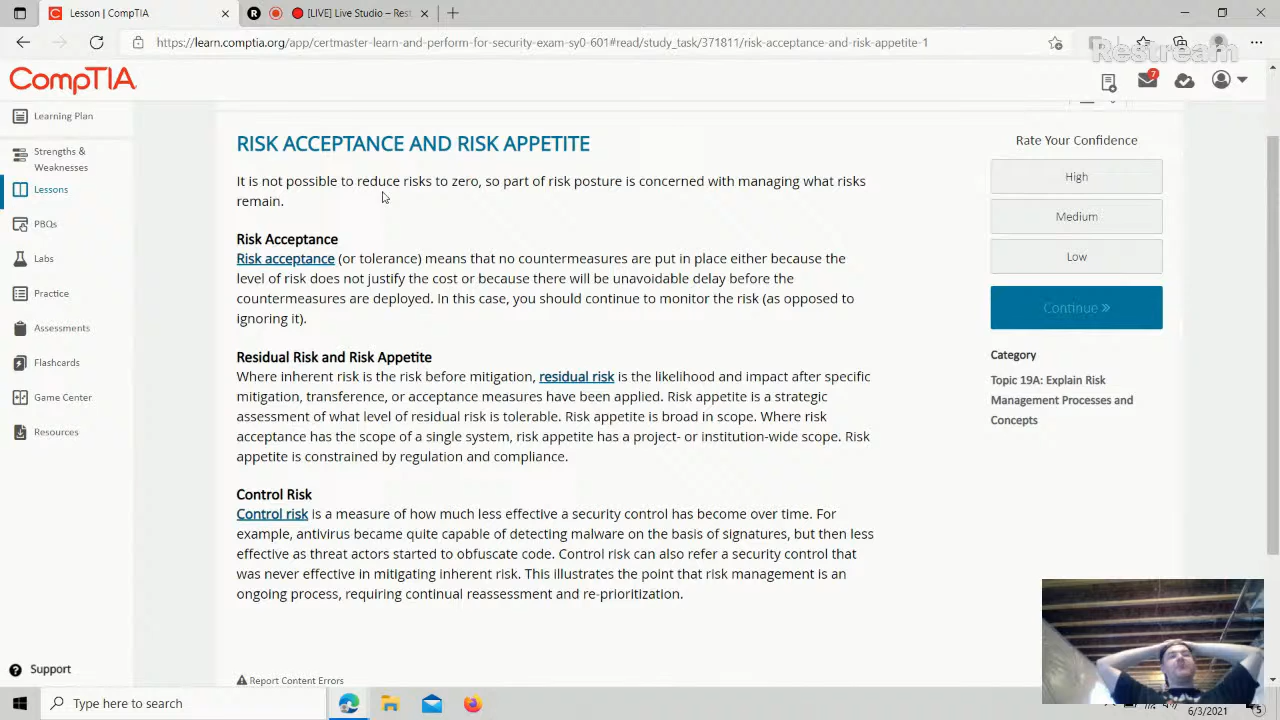 Lesson | CompTIA
R
[LIVE] Live Studio – Rest
https://learn.comptia.org/app/certmaster-learn-and-perform-for-security-exam-sy0-601#read/study_task/371811/risk-acceptance-and-risk-appetite-1
Restream
CompTIA
7
Learning Plan
Strengths &
Weaknesses
Lessons
PBQs
Labs
Practice
Assessments
Flashcards
Game Center
Resources
Support
RISK ACCEPTANCE AND RISK APPETITE
It is not possible to reduce risks to zero, so part of risk posture is concerned with managing what risks
remain.
Risk Acceptance
Risk acceptance (or tolerance) means that no countermeasures are put in place either because the
level of risk does not justify the cost or because there will be unavoidable delay before the
countermeasures are deployed. In this case, you should continue to monitor the risk (as opposed to
ignoring it).
Residual Risk and Risk Appetite
Where inherent risk is the risk before mitigation, residual risk is the likelihood and impact after specific
mitigation, transference, or acceptance measures have been applied. Risk appetite is a strategic
assessment of what level of residual risk is tolerable. Risk appetite is broad in scope. Where risk
acceptance has the scope of a single system, risk appetite has a project- or institution-wide scope. Risk
appetite is constrained by regulation and compliance.
Control Risk
Control risk is a measure of how much less effective a security control has become over time. For
example, antivirus became quite capable of detecting malware on the basis of signatures, but then less
effective as threat actors started to obfuscate code. Control risk can also refer a security control that
was never effective in mitigating inherent risk. This illustrates the point that risk management is an
ongoing process, requiring continual reassessment and re-prioritization.
Report Content Errors
Rate Your Confidence
High
Medium
Low
Continue »
Category
Topic 19A: Explain Risk
Management Processes and
Concepts
Type here to search
6/3/2021
5